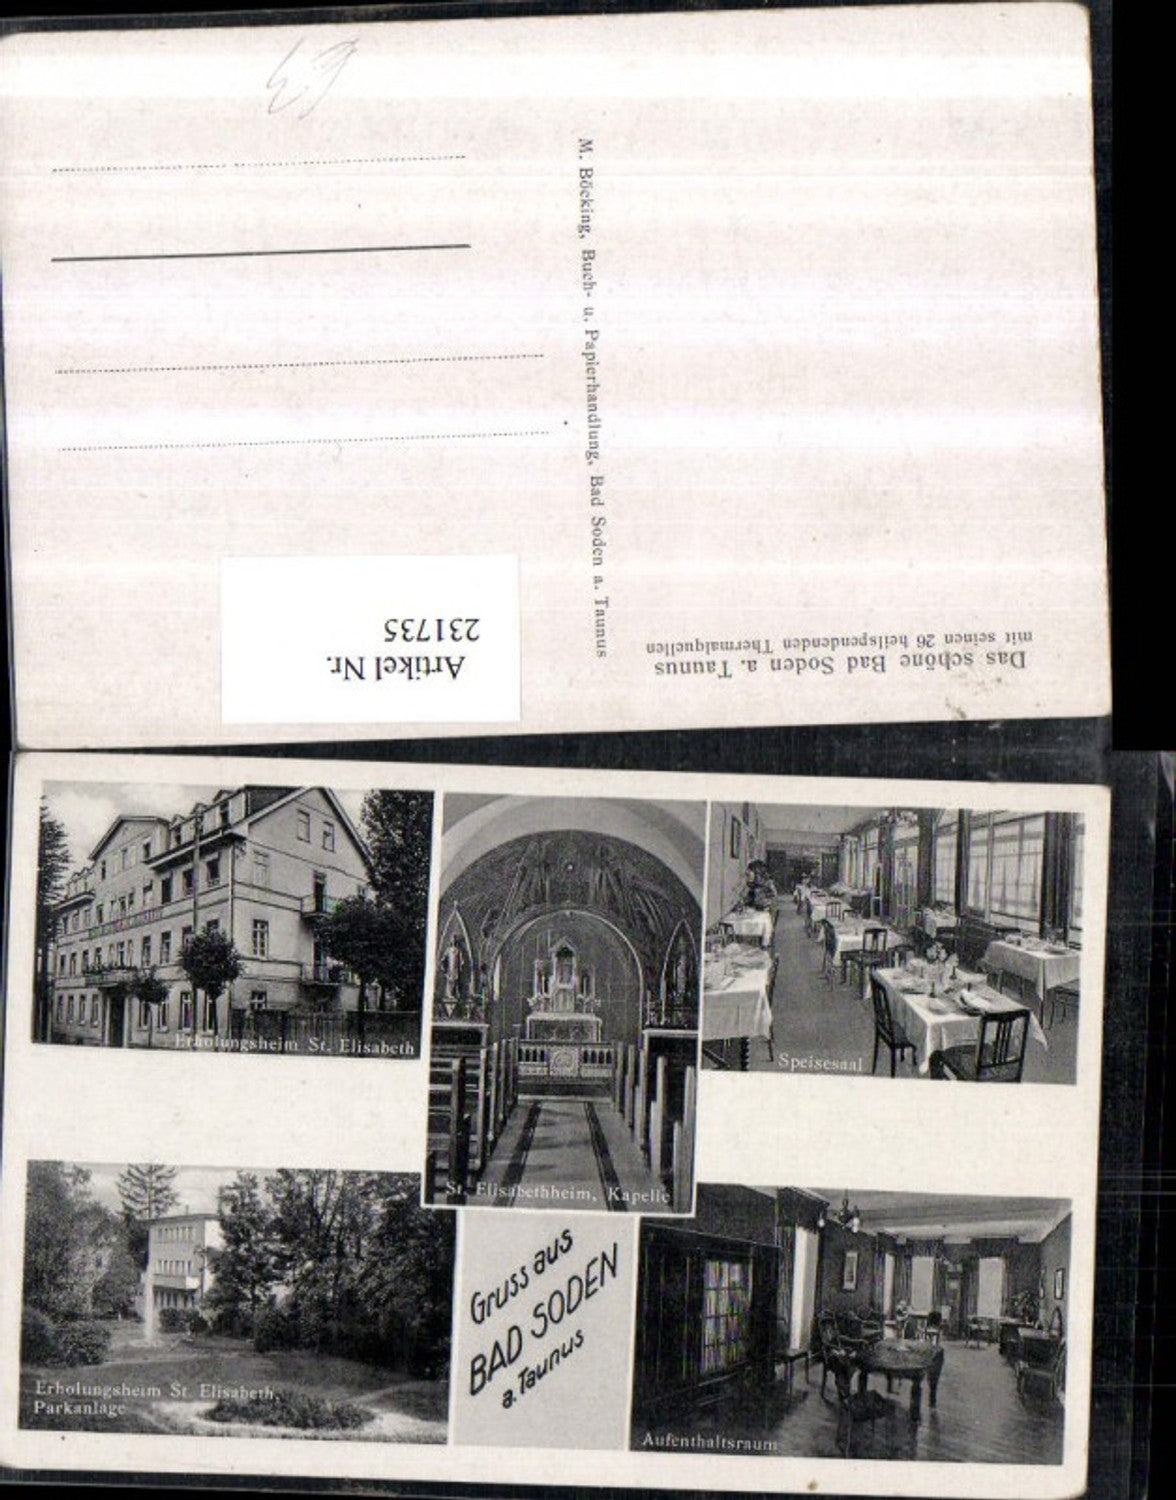 M. Böcking, Buch- u. Papierhandlung, Bad Soden a. Taunus
Das schöne Bad Soden a. Taunus
mit seinen 26 heilspendenden Thermalquellen
Artikel Nr.
231735
Erholungsheim St. Elisabeth
St. Elisabethheim, Kapelle
Speisesaal
Erholungsheim St. Elisabeth,
Parkanlage
Gruss aus
BAD SODEN
a. Taunus
Aufenthaltsraum